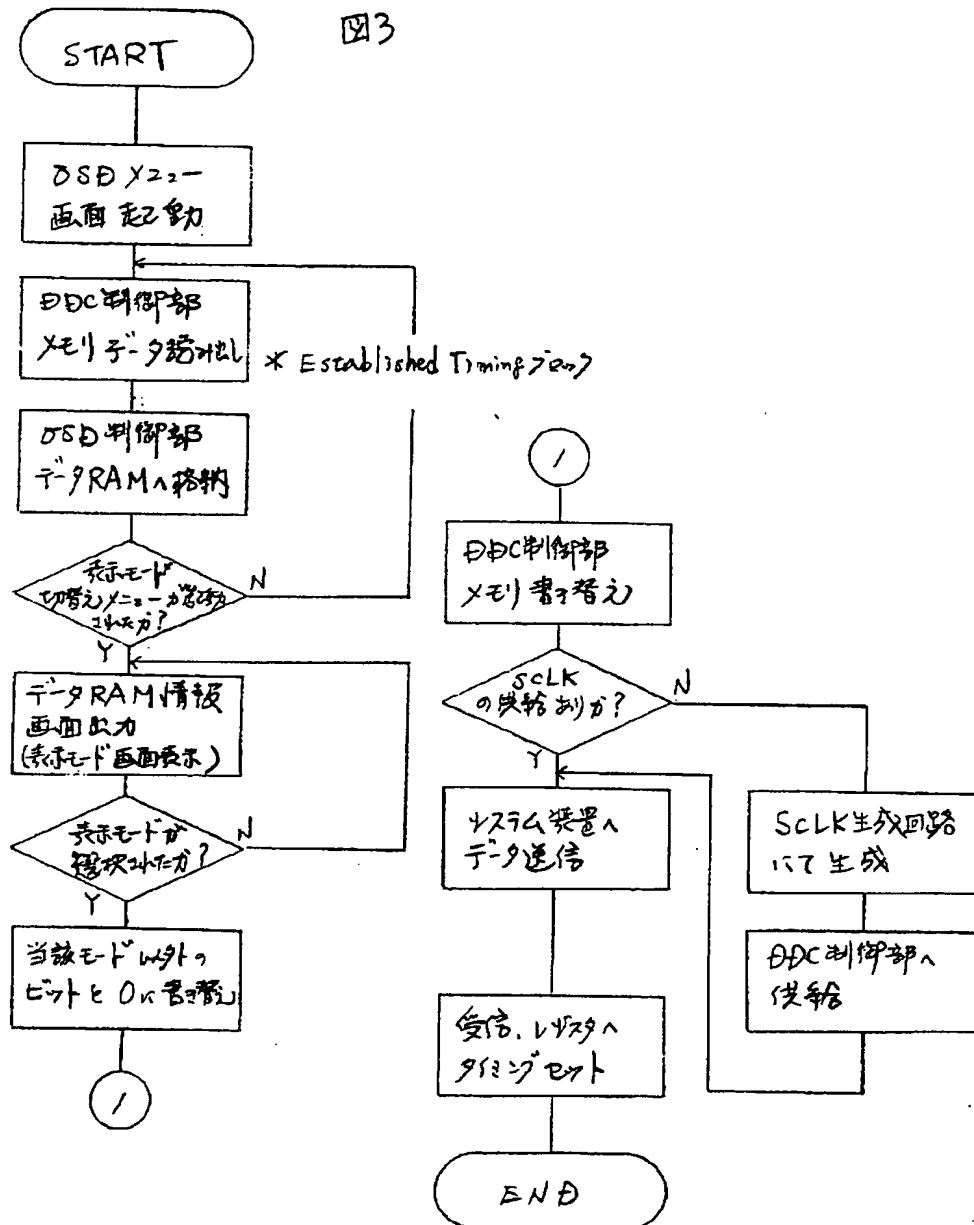 図3
START
OSDメニュー
画面起動
DDC制御部
メモリデータ読み出し
* Established Timingブロック
OSD制御部
データRAMへ格納
表示モード
切替えメニューが起動
されたか?
N
Y
データRAM情報
画面出力
(表示モード画面表示)
表示モードが
選択されたか?
N
Y
当該モード以外の
ビットを0に書き替え
1
1
DDC制御部
メモリ書き替え
SCLK
の供給ありか?
N
Y
システム装置へ
データ送信
SCLK生成回路
にて生成
DDC制御部へ
供給
受信、レジスタへ
タイミングセット
END